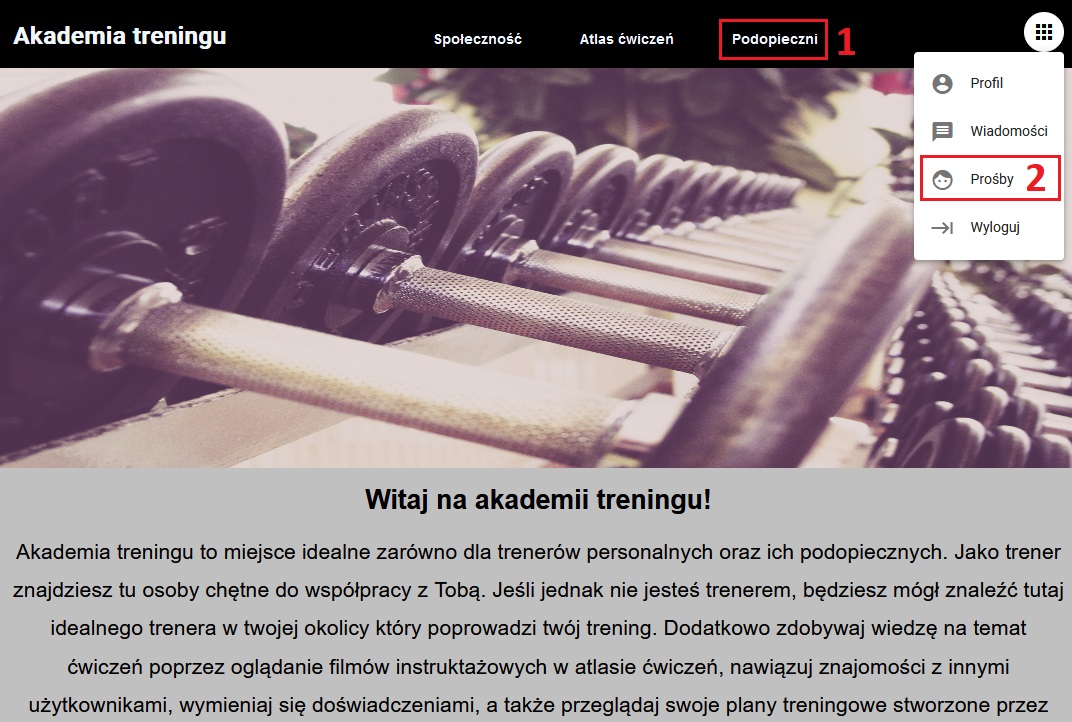 Akademia treningu
Społeczność Atlas ćwiczeń Podopieczni 1
Profil
Wiadomości
Prośby 2
Wyloguj
Witaj na akademii treningu!
Akademia treningu to miejsce idealne zarówno dla trenerów personalnych oraz ich podopiecznych. Jako trener
znajdziesz tu osoby chętne do współpracy z Tobą. Jeśli jednak nie jesteś trenerem, będziesz mógł znaleźć tutaj
idealnego trenera w twojej okolicy który poprowadzi twój trening. Dodatkowo zdobywaj wiedzę na temat
ćwiczeń poprzez oglądanie filmów instruktażowych w atlasie ćwiczeń, nawiązuj znajomości z innymi
użytkownikami, wymieniaj się doświadczeniami, a także przeglądaj swoje plany treningowe stworzone przez